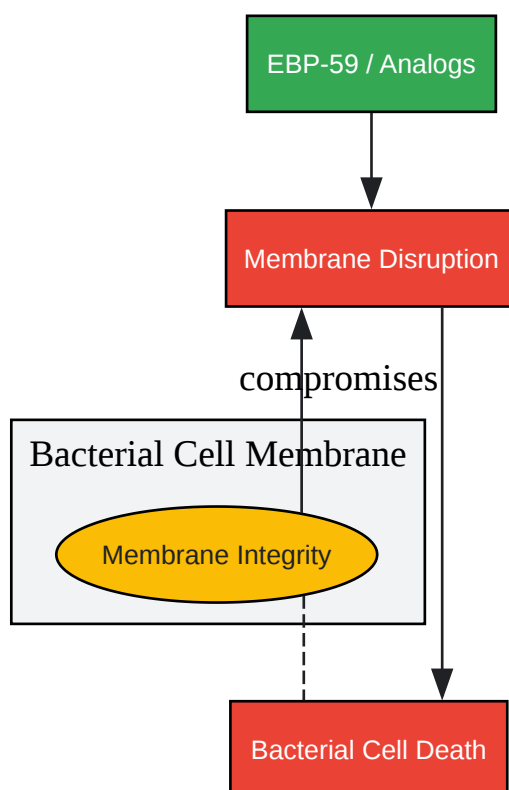 EBP-59 / Analogs
Membrane Disruption
compromises
Bacterial Cell Membrane
Membrane Integrity
Bacterial Cell Death